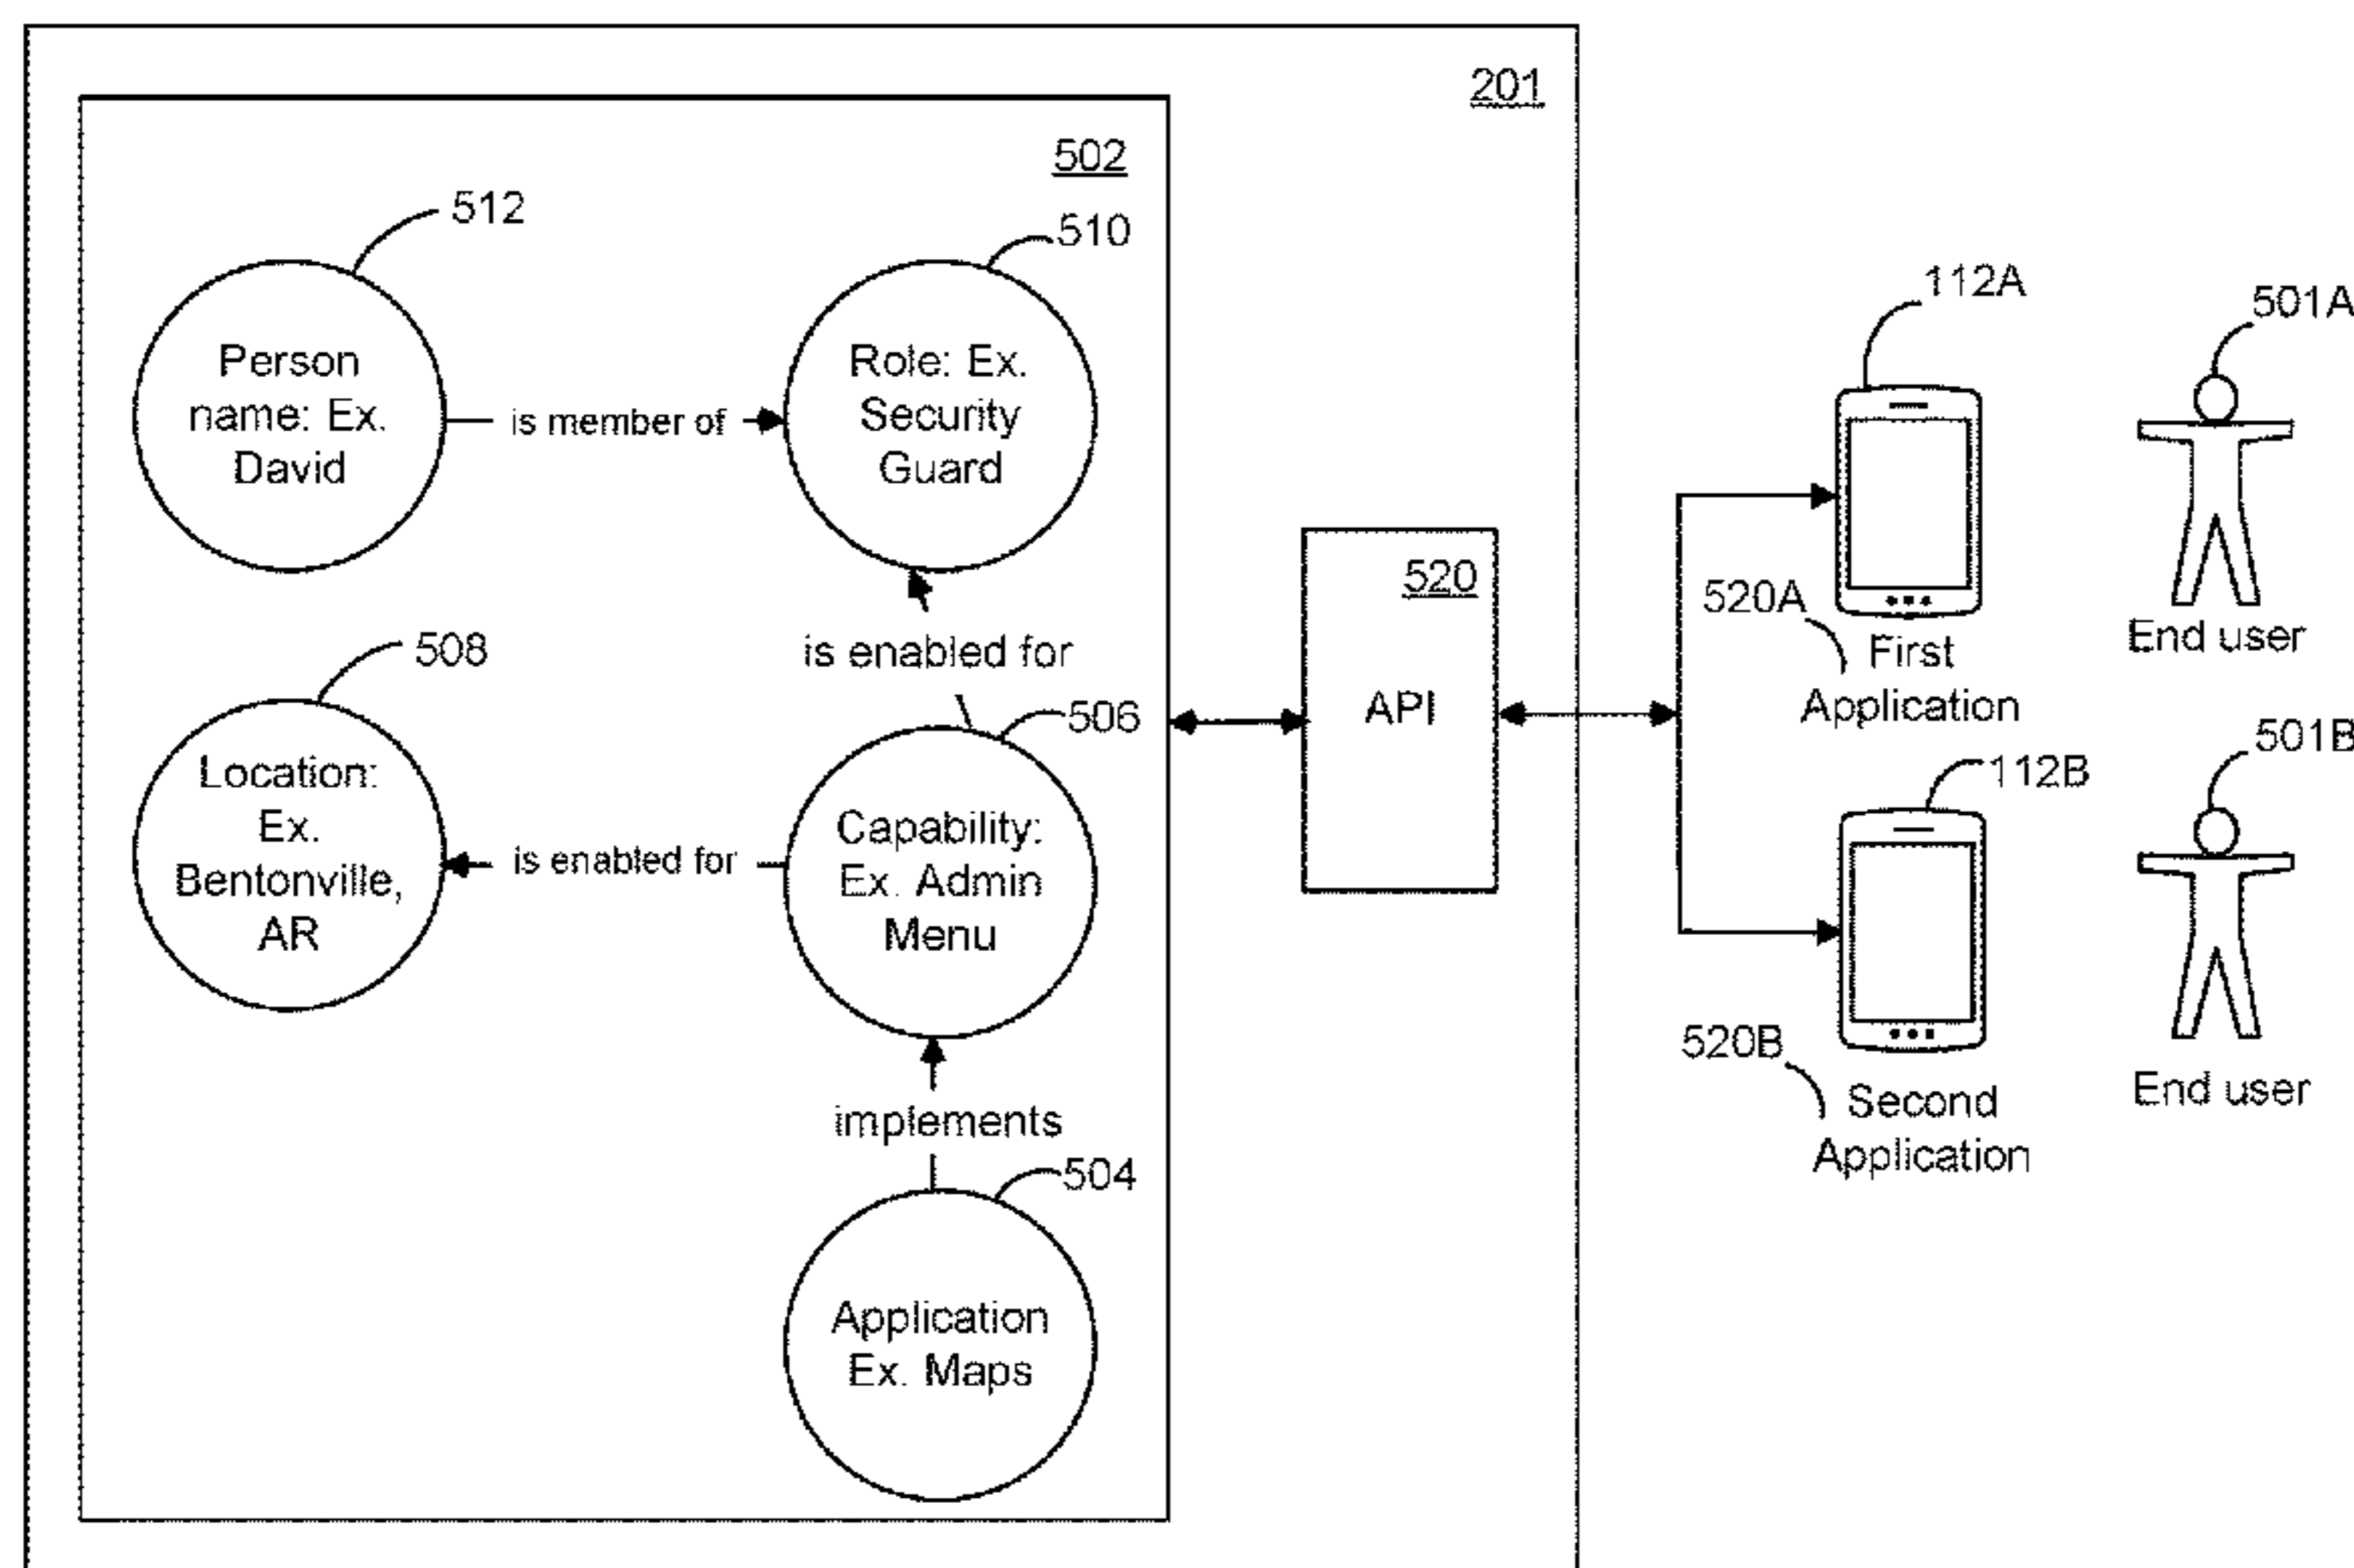 201
502
512
510
Person
name: Ex.
David
is member of
Role: Ex.
Security
Guard
is enabled for
508
506
Location:
Ex.
Bentonville,
AR
is enabled for
Capability:
Ex. Admin
Menu
implements
504
Application
Ex. Maps
520
API
112A
501A
520A
First
Application
End user
112B
501B
520B
Second
Application
End user